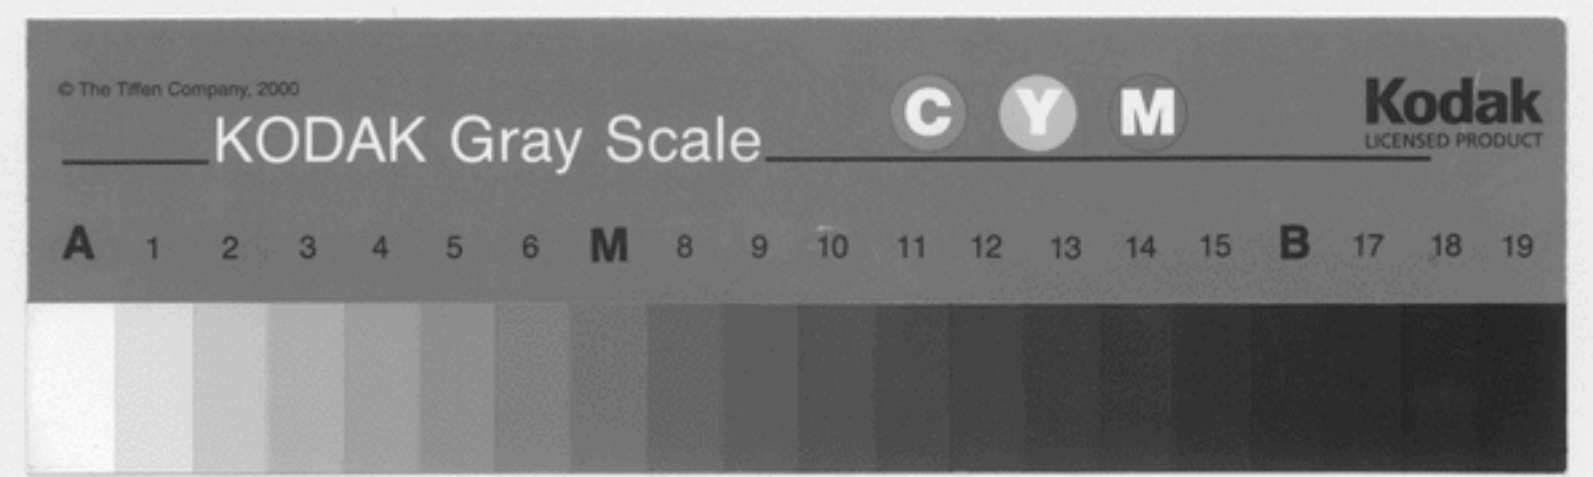 © The Tiffen Company, 2000
KODAK Gray Scale
C Y M
Kodak
LICENSED PRODUCT
A 1 2 3 4 5 6 M 8 9 10 11 12 13 14 15 B 17 18 19